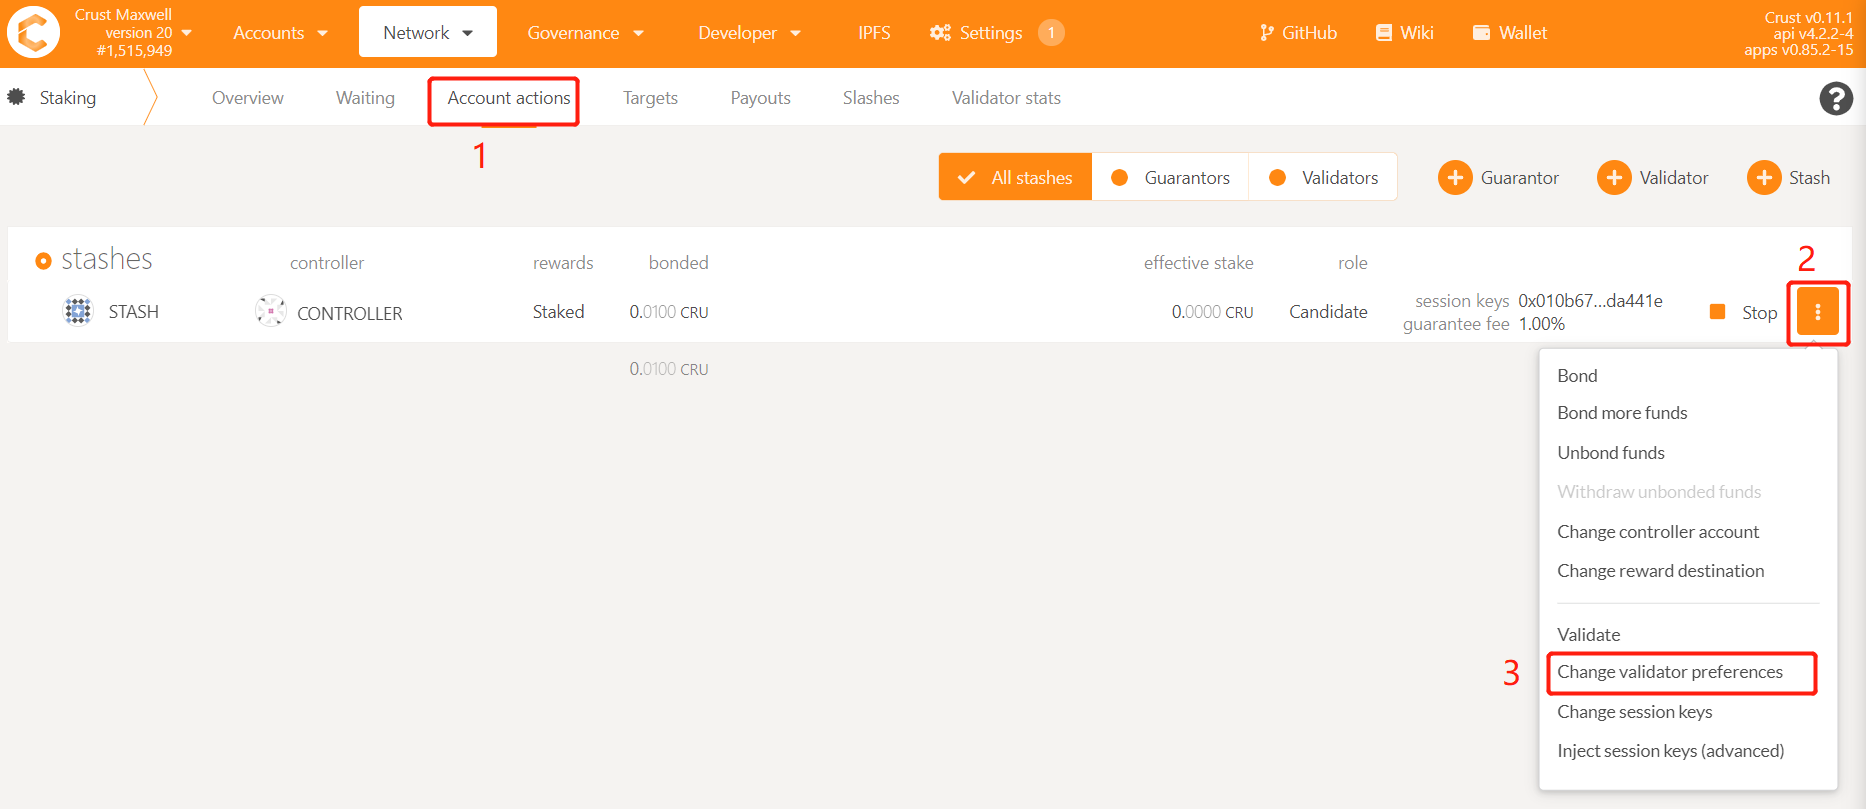 Crust Maxwell
version 20
#1,515,949
Accounts
Network
Governance
Developer
IPFS
Settings
1
GitHub
Wiki
Wallet
Crust v0.11.1
api v4.2.2-4
apps v0.85.2-15
Staking
Overview
Waiting
Account actions
Targets
Payouts
Slashes
Validator stats
?
1
All stashes
Guarantors
Validators
Guarantor
Validator
Stash
stashes
controller
rewards
bonded
effective stake
role
2
STASH
CONTROLLER
Staked
0.0100 CRU
0.0000 CRU
Candidate
session keys 0x010b67...da441e
guarantee fee 1.00%
Stop
0.0100 CRU
Bond
Bond more funds
Unbond funds
Withdraw unbonded funds
Change controller account
Change reward destination
Validate
3
Change validator preferences
Change session keys
Inject session keys (advanced)